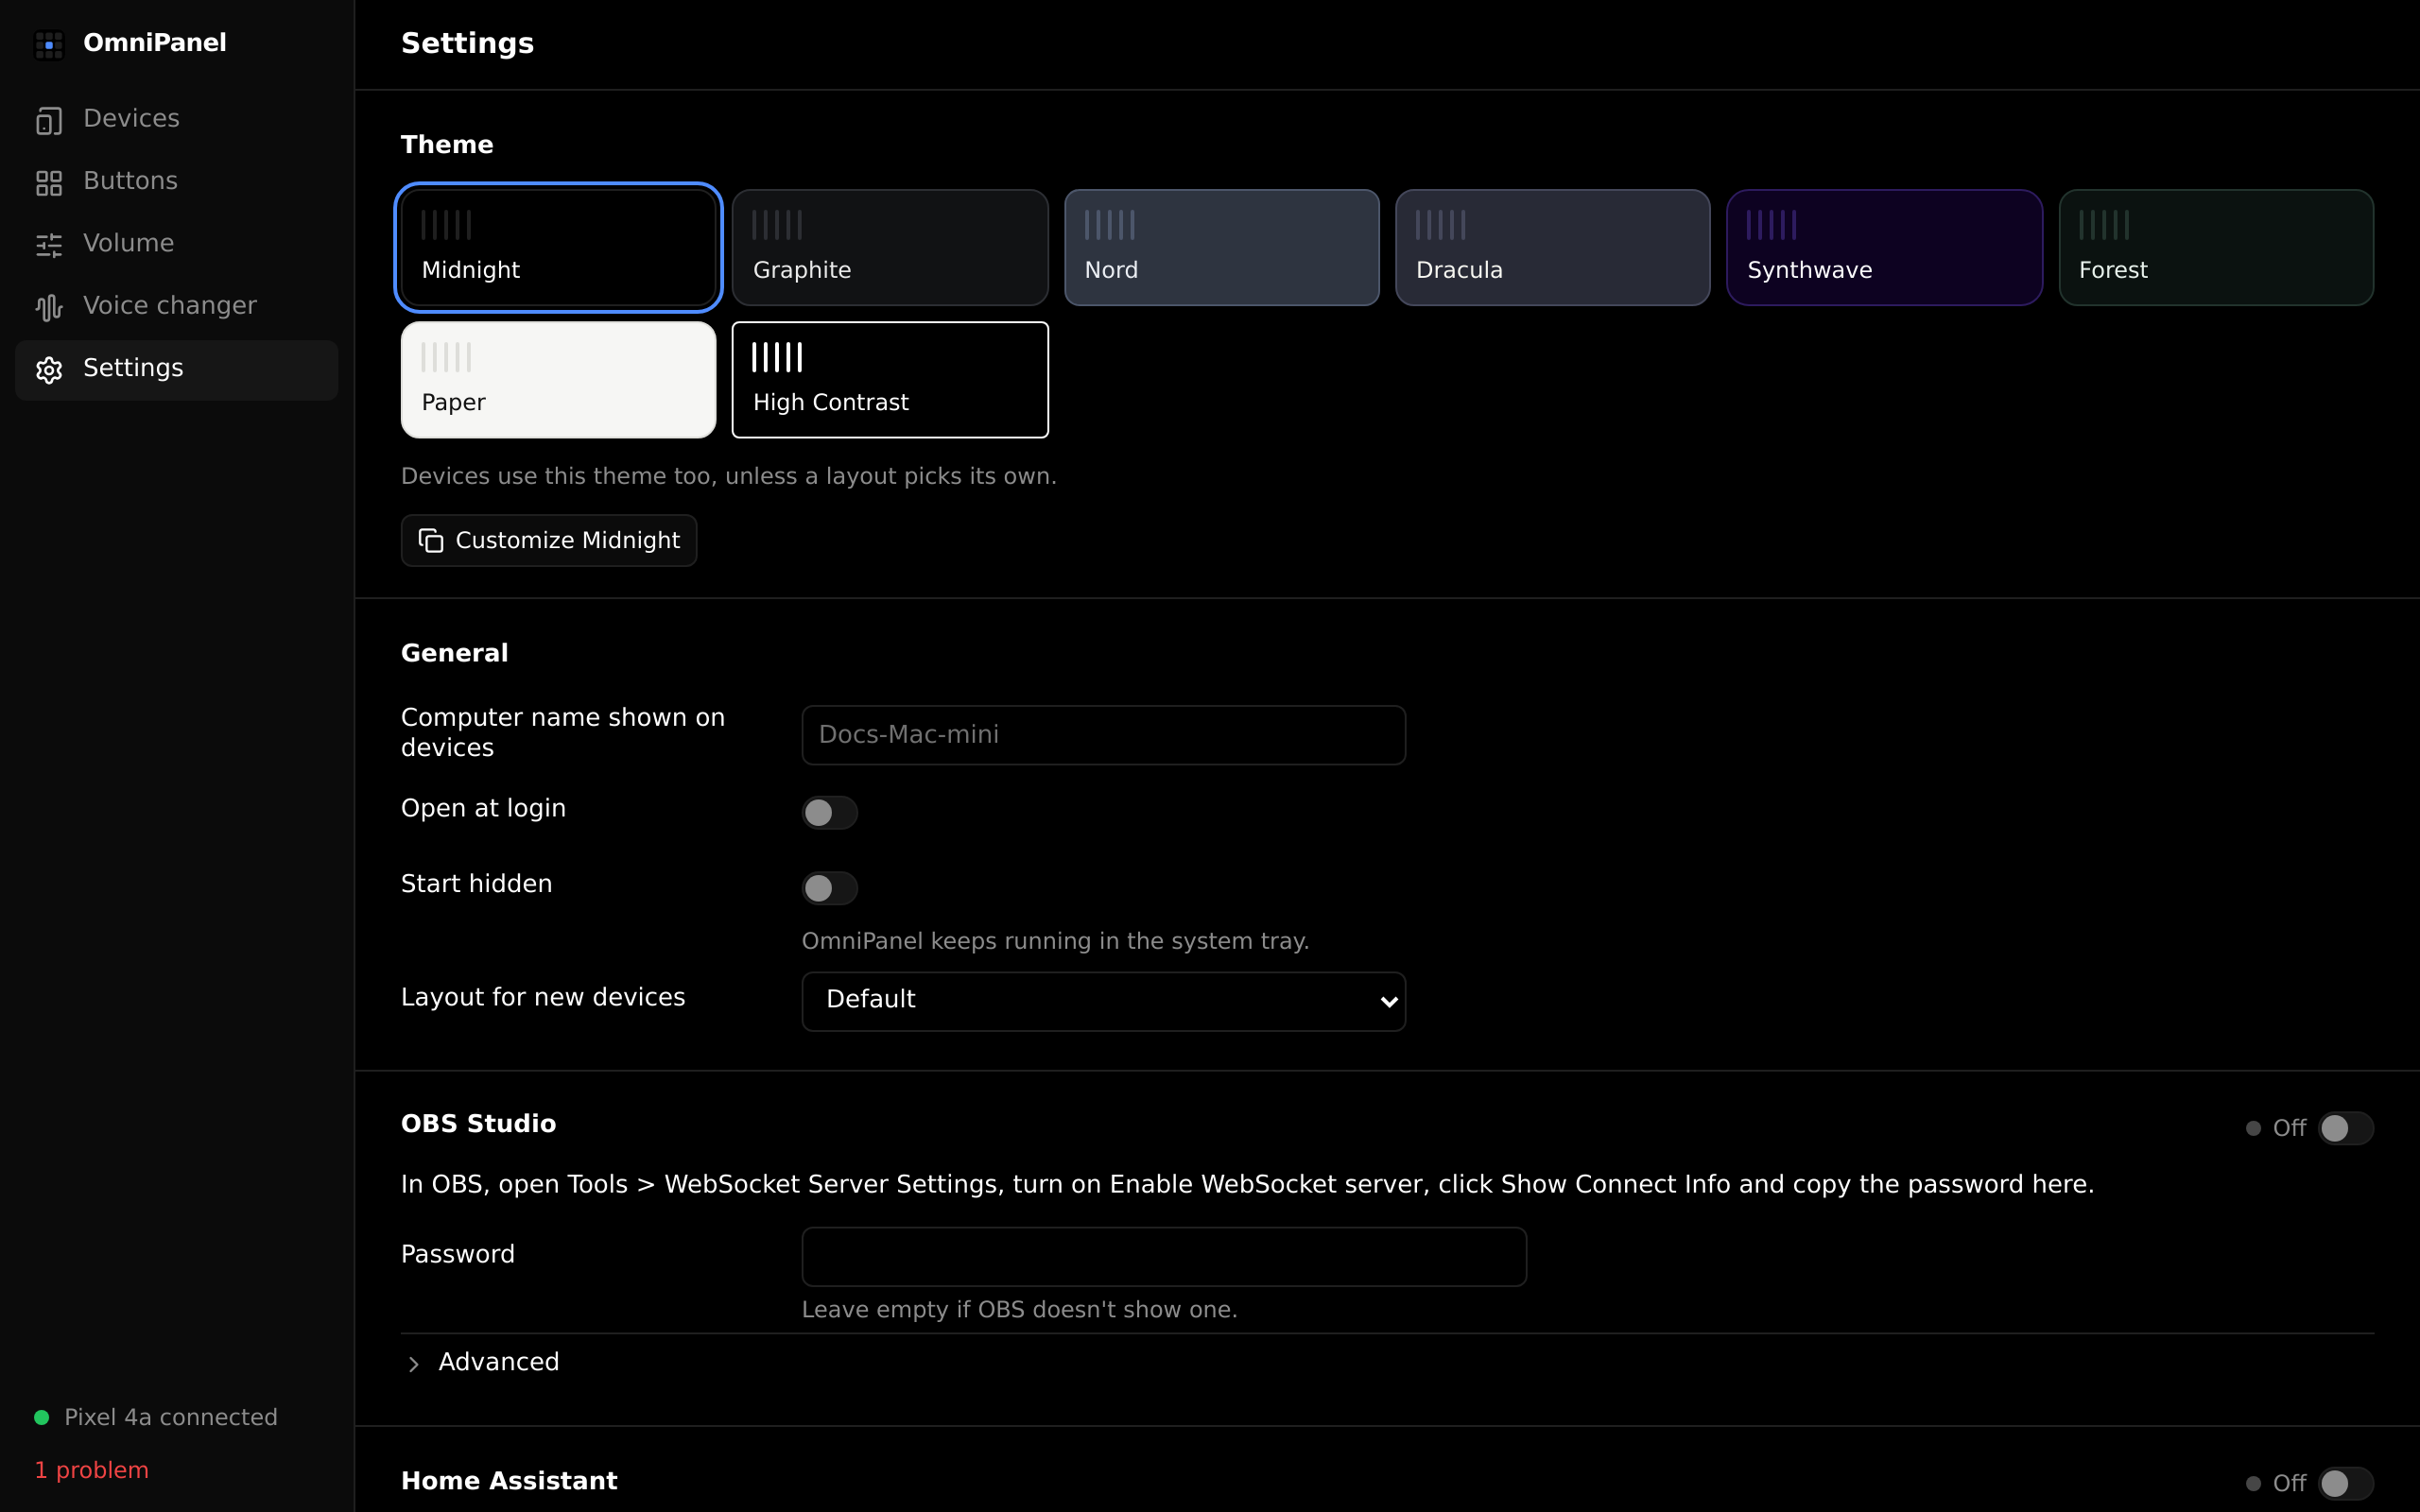 OmniPanel
Devices
Buttons
Volume
Voice changer
Settings
Pixel 4a connected
1 problem
Settings
Theme
Midnight
Graphite
Nord
Dracula
Synthwave
Forest
Paper
High Contrast
Devices use this theme too, unless a layout picks its own.
Customize Midnight
General
Computer name shown on
devices
Docs-Mac-mini
Open at login
Start hidden
OmniPanel keeps running in the system tray.
Layout for new devices
Default
OBS Studio
Off
In OBS, open Tools > WebSocket Server Settings, turn on Enable WebSocket server, click Show Connect Info and copy the password here.
Password
Leave empty if OBS doesn't show one.
Advanced
Home Assistant
Off